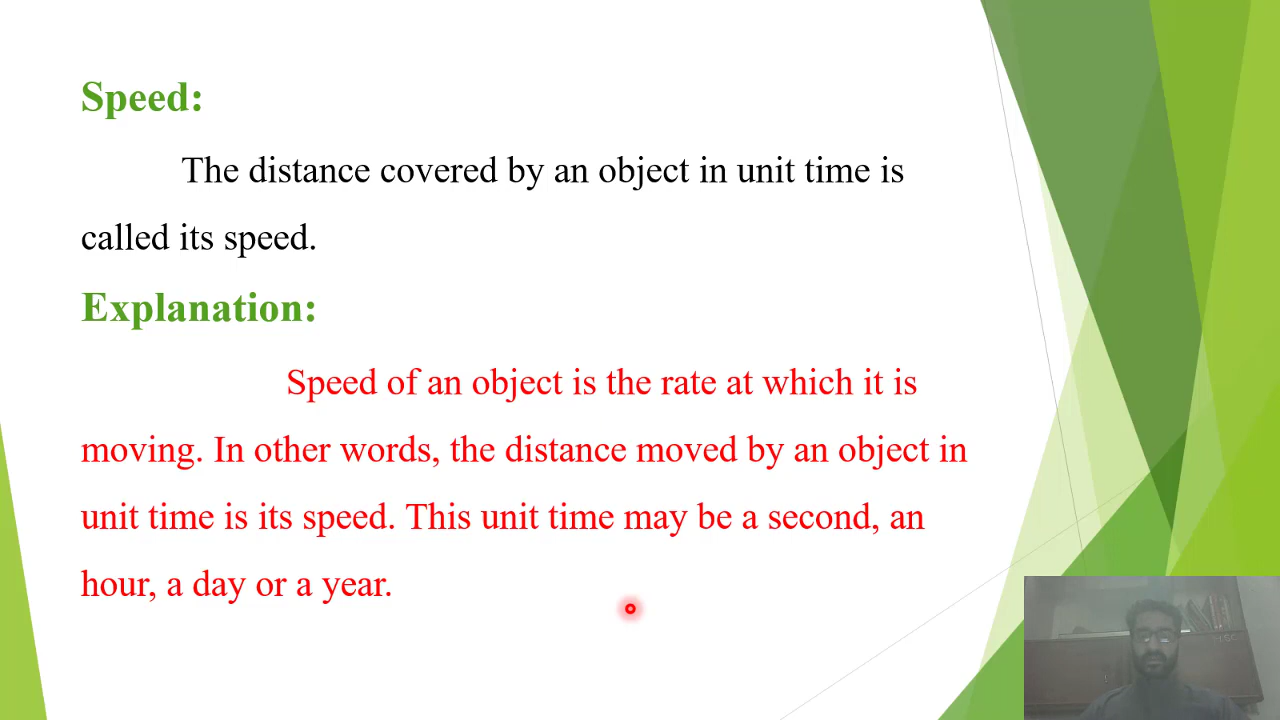 Speed:
The distance covered by an object in unit time is
called its speed.
Explanation:
Speed of an object is the rate at which it is
moving. In other words, the distance moved by an object in
unit time is its speed. This unit time may be a second, an
hour, a day or a year.